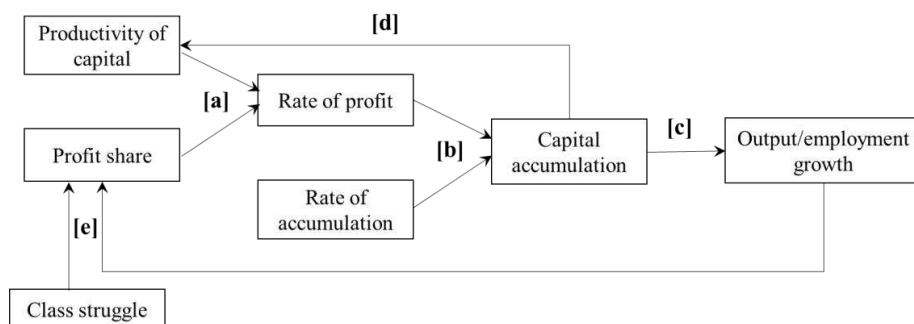 [d]
Productivity of
capital
[a]
Rate of profit
Profit share
[b]
Capital
accumulation
[c]
Output/employment
growth
Rate of
accumulation
[e]
Class struggle